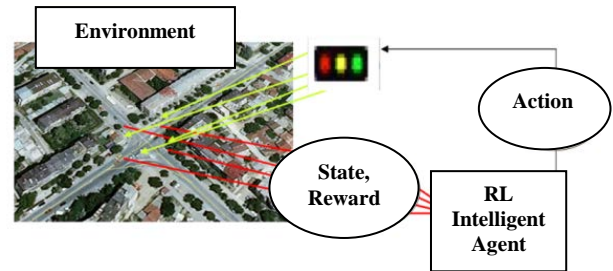 Environment
Action
State,
Reward
RL
Intelligent
Agent